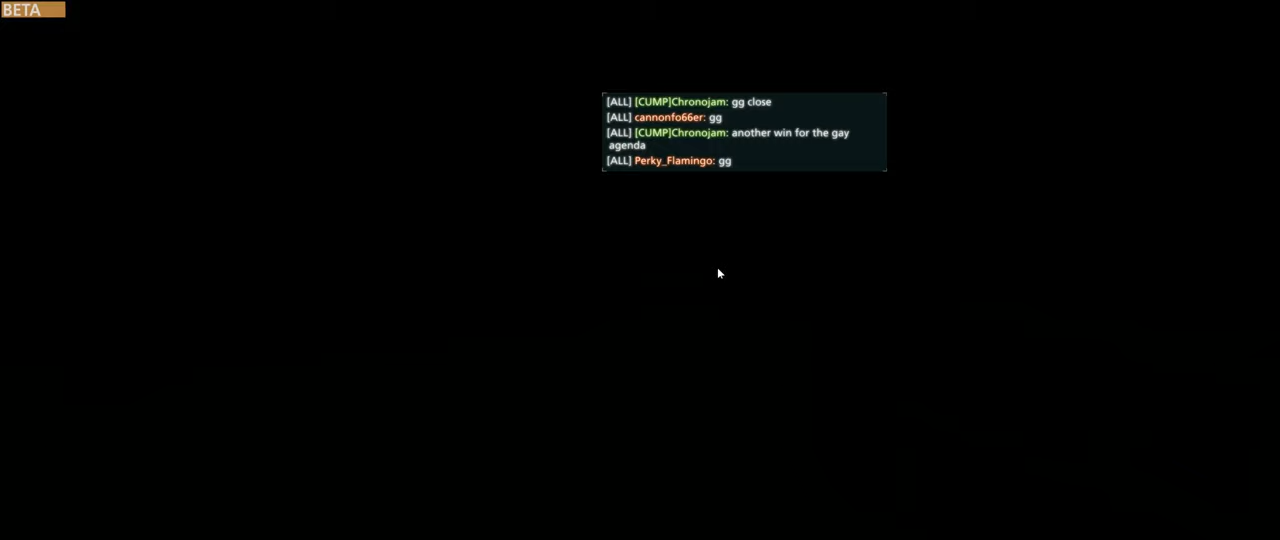 BETA
[ALL] [CUMP]Chronojam: gg close
[ALL] cannonfo66er: gg
[ALL] [CUMP]Chronojam: another win for the gay
agenda
[ALL] Perky_Flamingo: gg